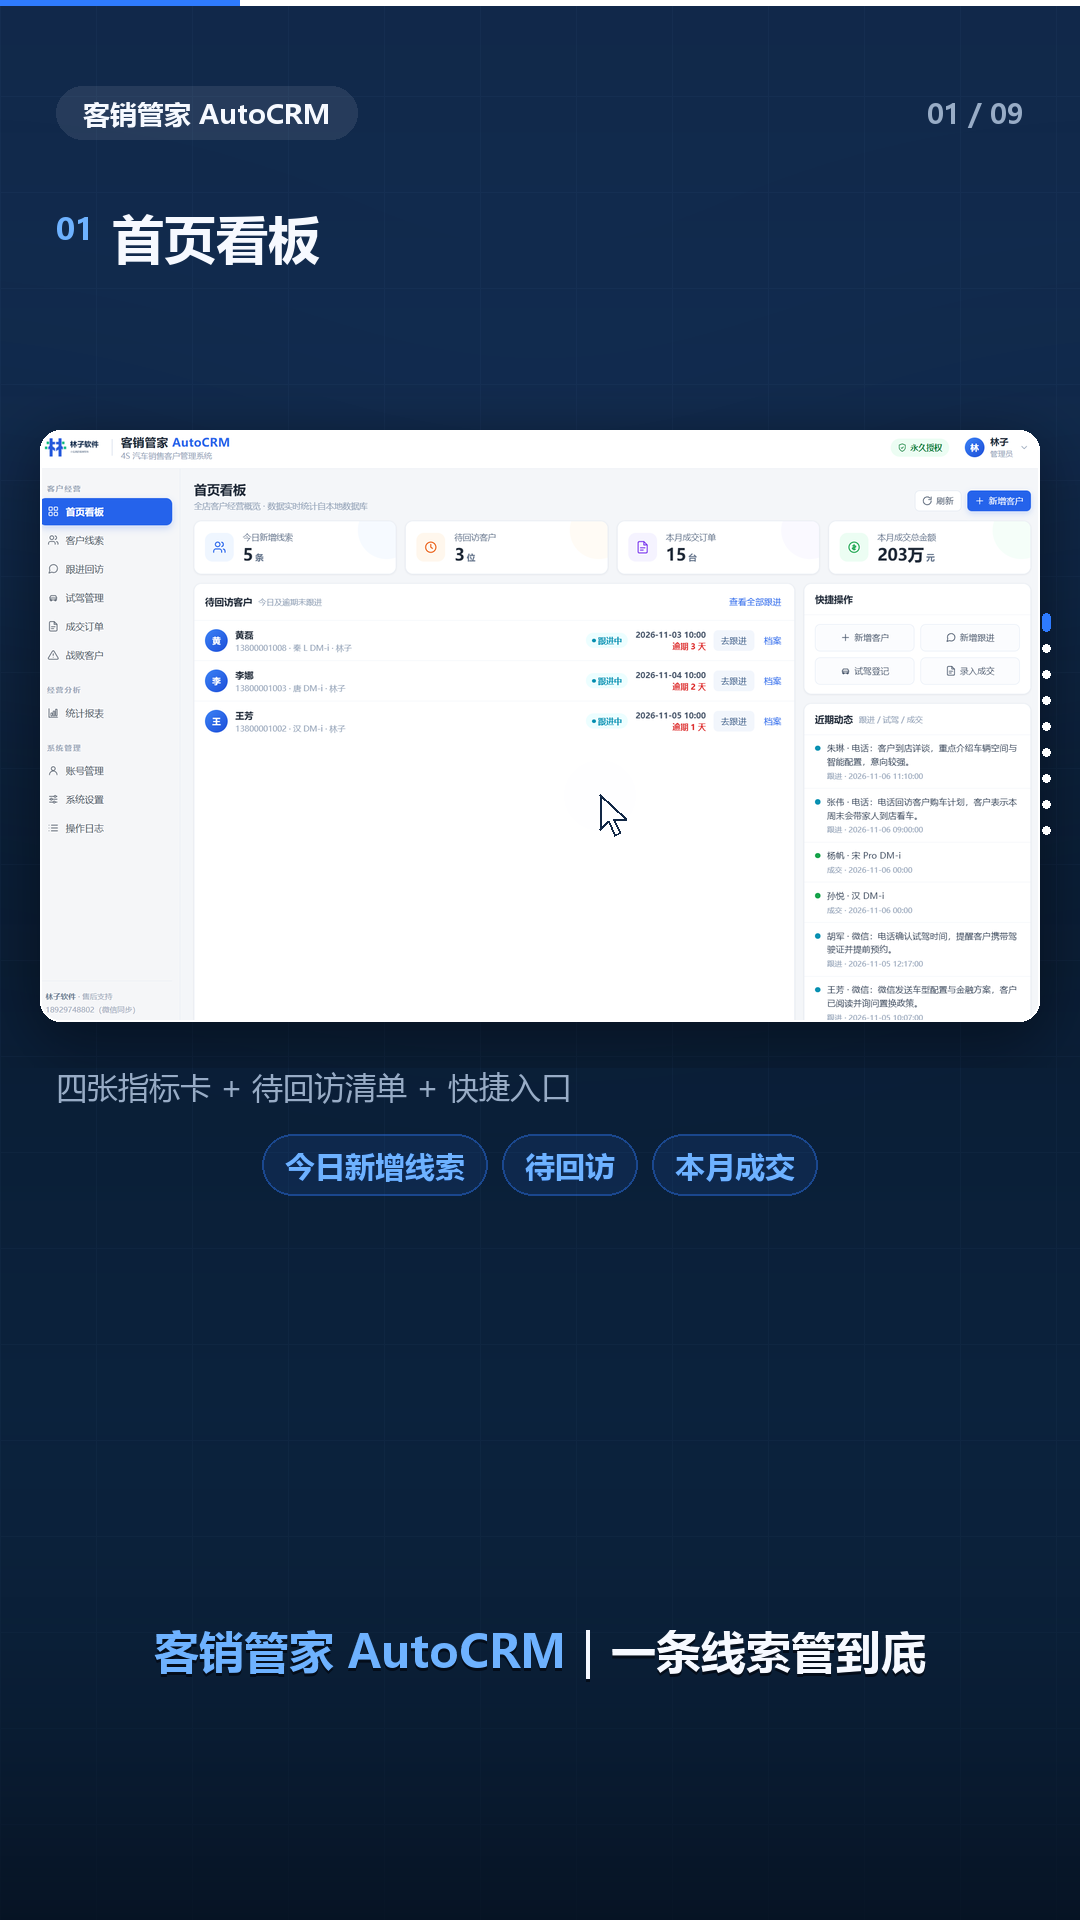 客销管家 AutoCRM
01 / 09
01 首页看板
林子软件
客销管家 AutoCRM
4S 汽车销售客户管理系统
永久授权
林
林子
管理员
客户经营
首页看板
客户线索
跟进回访
试驾管理
成交订单
战败客户
经营分析
统计报表
系统管理
账号管理
系统设置
操作日志
林子软件 · 售后支持
18929748802（微信同步）
首页看板
全店客户经营概览 · 数据实时统计自本地数据库
刷新
+ 新增客户
今日新增线索
5 条
待回访客户
3 位
本月成交订单
15 台
本月成交总金额
203万 元
待回访客户 今日及逾期未跟进
查看全部跟进
黄
黄磊
13800001008 · 秦 L DM-i · 林子
跟进中
2026-11-03 10:00
逾期 3 天
去跟进
档案
李
李娜
13800001003 · 唐 DM-i · 林子
跟进中
2026-11-04 10:00
逾期 2 天
去跟进
档案
王
王芳
13800001002 · 汉 DM-i · 林子
跟进中
2026-11-05 10:00
逾期 1 天
去跟进
档案
快捷操作
+ 新增客户
新增跟进
试驾登记
录入成交
近期动态 跟进 / 试驾 / 成交
朱琳 · 电话：客户到店详谈，重点介绍车辆空间与
智能配置，意向较强。
跟进 · 2026-11-06 11:10:00
张伟 · 电话：电话回访客户购车计划，客户表示本
周末会带家人到店看车。
跟进 · 2026-11-06 09:00:00
杨帆 · 宋 Pro DM-i
成交 · 2026-11-06 00:00
孙悦 · 汉 DM-i
成交 · 2026-11-06 00:00
胡军 · 微信：电话确认试驾时间，提醒客户携带驾
驶证并提前预约。
跟进 · 2026-11-05 12:17:00
王芳 · 微信：微信发送车型配置与金融方案，客户
已阅读并询问置换政策。
跟进 · 2026-11-05 10:07:00
四张指标卡 + 待回访清单 + 快捷入口
今日新增线索
待回访
本月成交
客销管家 AutoCRM｜一条线索管到底